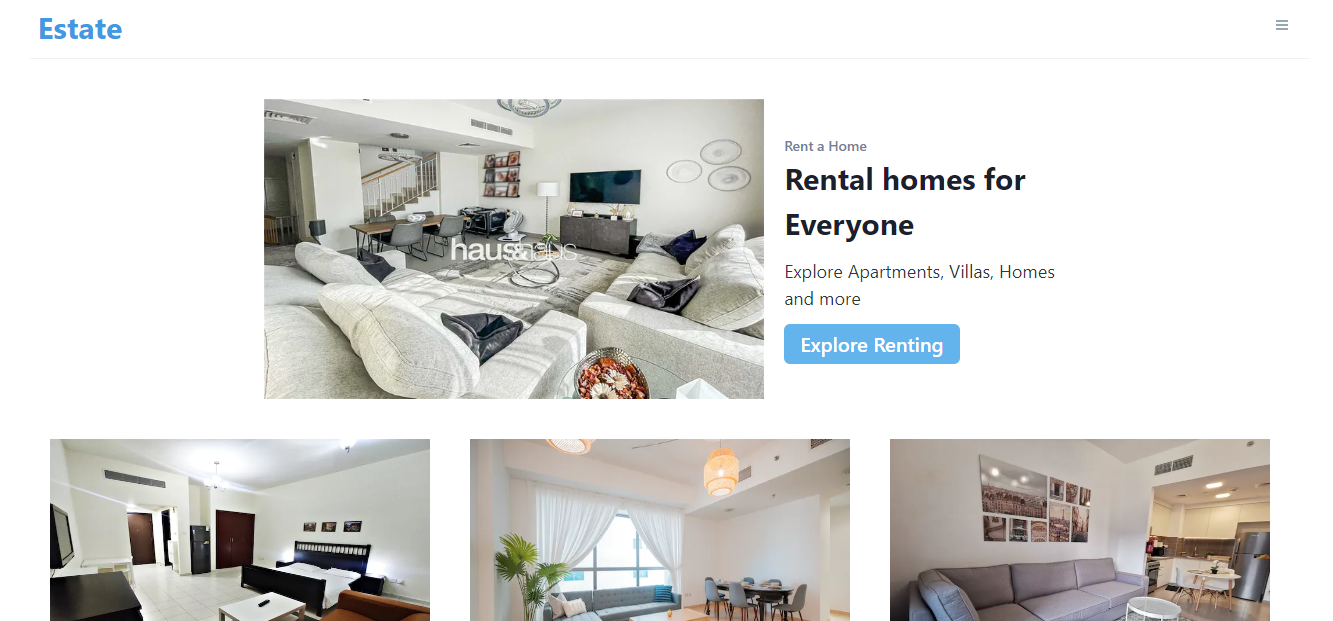 Estate
Rent a Home
Rental homes for
Everyone
Explore Apartments, Villas, Homes
and more
Explore Renting
haus&haus